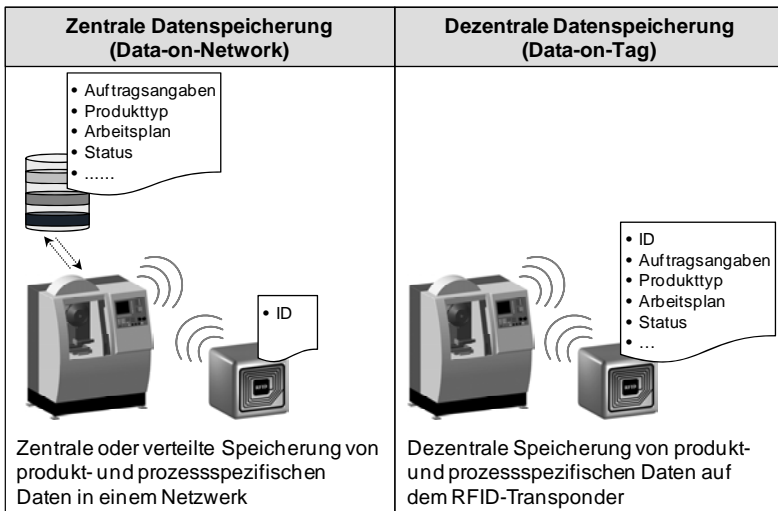 Zentrale Datenspeicherung
(Data-on-Network)
• Auftragsangaben
• Produkttyp
• Arbeitsplan
• Status
• ......
• ID
RFID
Zentrale oder verteilte Speicherung von
produkt- und prozessspezifischen
Daten in einem Netzwerk
Dezentrale Datenspeicherung
(Data-on-Tag)
• ID
• Auftragsangaben
• Produkttyp
• Arbeitsplan
• Status
• ...
RFID
Dezentrale Speicherung von produkt-
und prozessspezifischen Daten auf
dem RFID-Transponder